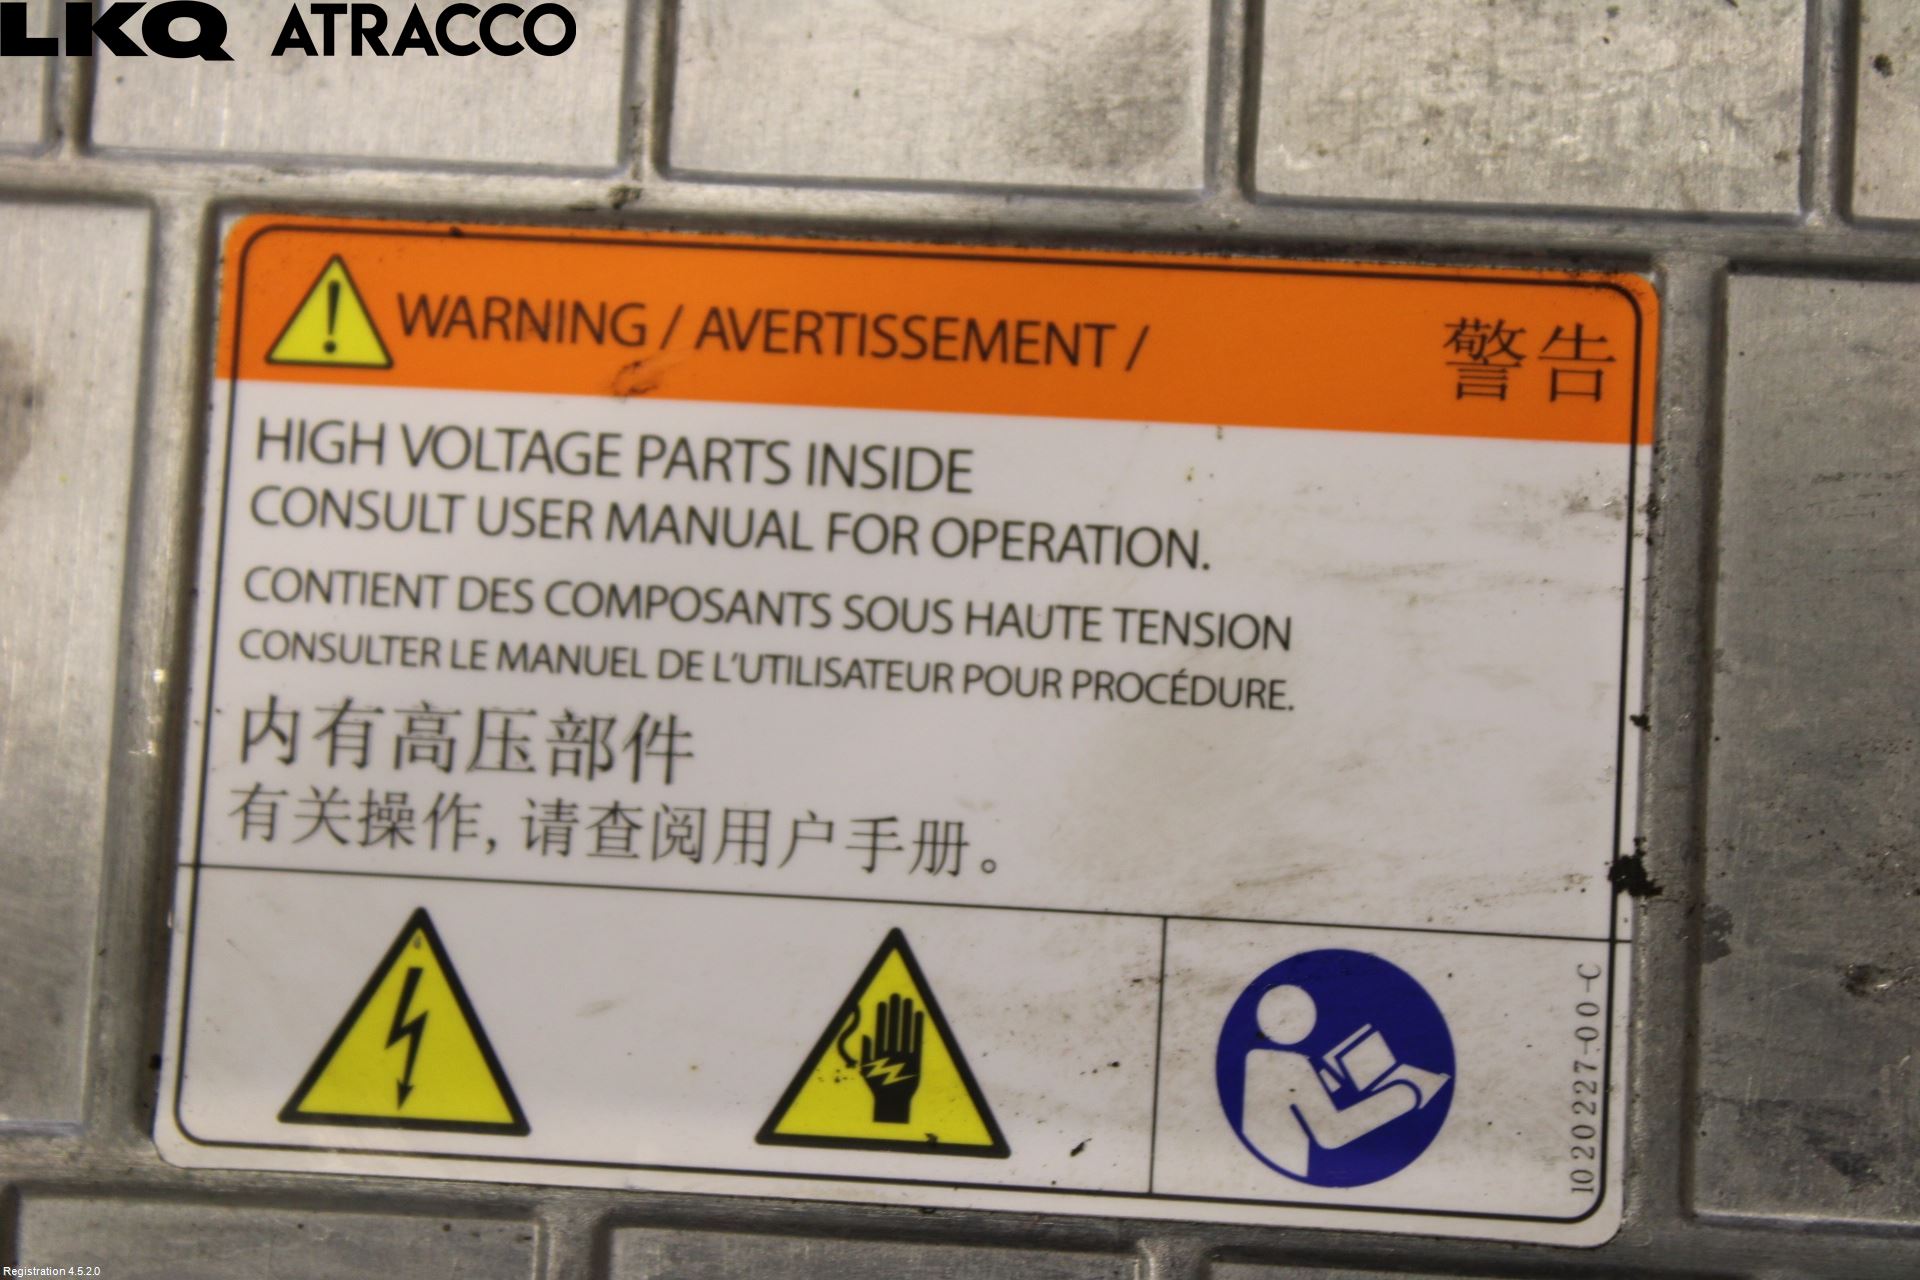 LKQ ATRACCO
WARNING / AVERTISSEMENT / 警告
HIGH VOLTAGE PARTS INSIDE
CONSULT USER MANUAL FOR OPERATION.
CONTIENT DES COMPOSANTS SOUS HAUTE TENSION
CONSULTER LE MANUEL DE L'UTILISATEUR POUR PROCÉDURE.
内有高压部件
有关操作, 请查阅用户手册。
1020227-00-C
Registration 4.5.2.0